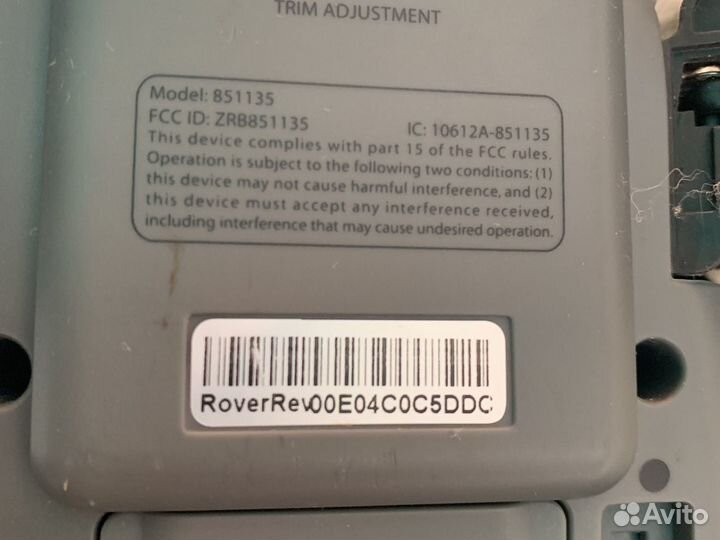 TRIM ADJUSTMENT
Model: 851135
FCC ID: ZRB851135 IC: 10612A-851135
This device complies with part 15 of the FCC rules.
Operation is subject to the following two conditions: (1)
this device may not cause harmful interference, and (2)
this device must accept any interference received,
including interference that may cause undesired operation.
RoverRev00E04C0C5DDC
Avito